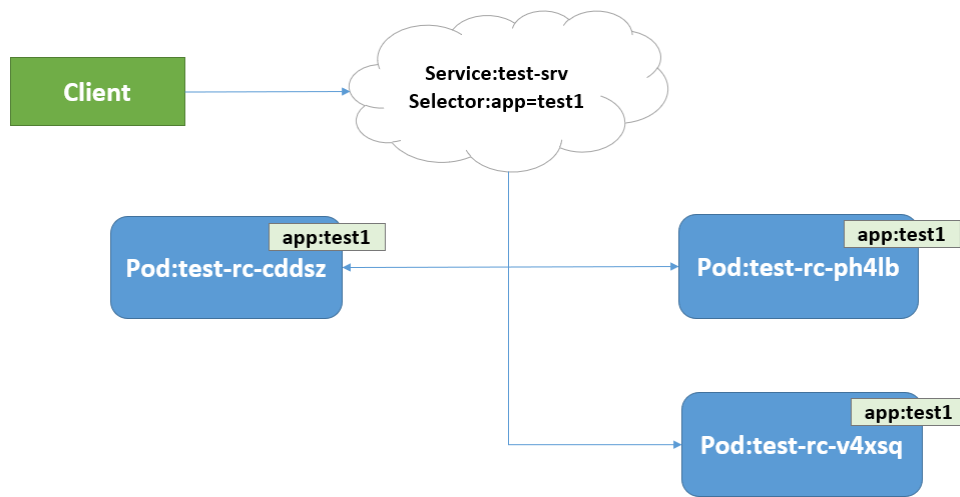 Client
Service:test-srv
Selector:app=test1
app:test1
Pod:test-rc-cddsz
app:test1
Pod:test-rc-ph4lb
app:test1
Pod:test-rc-v4xsq